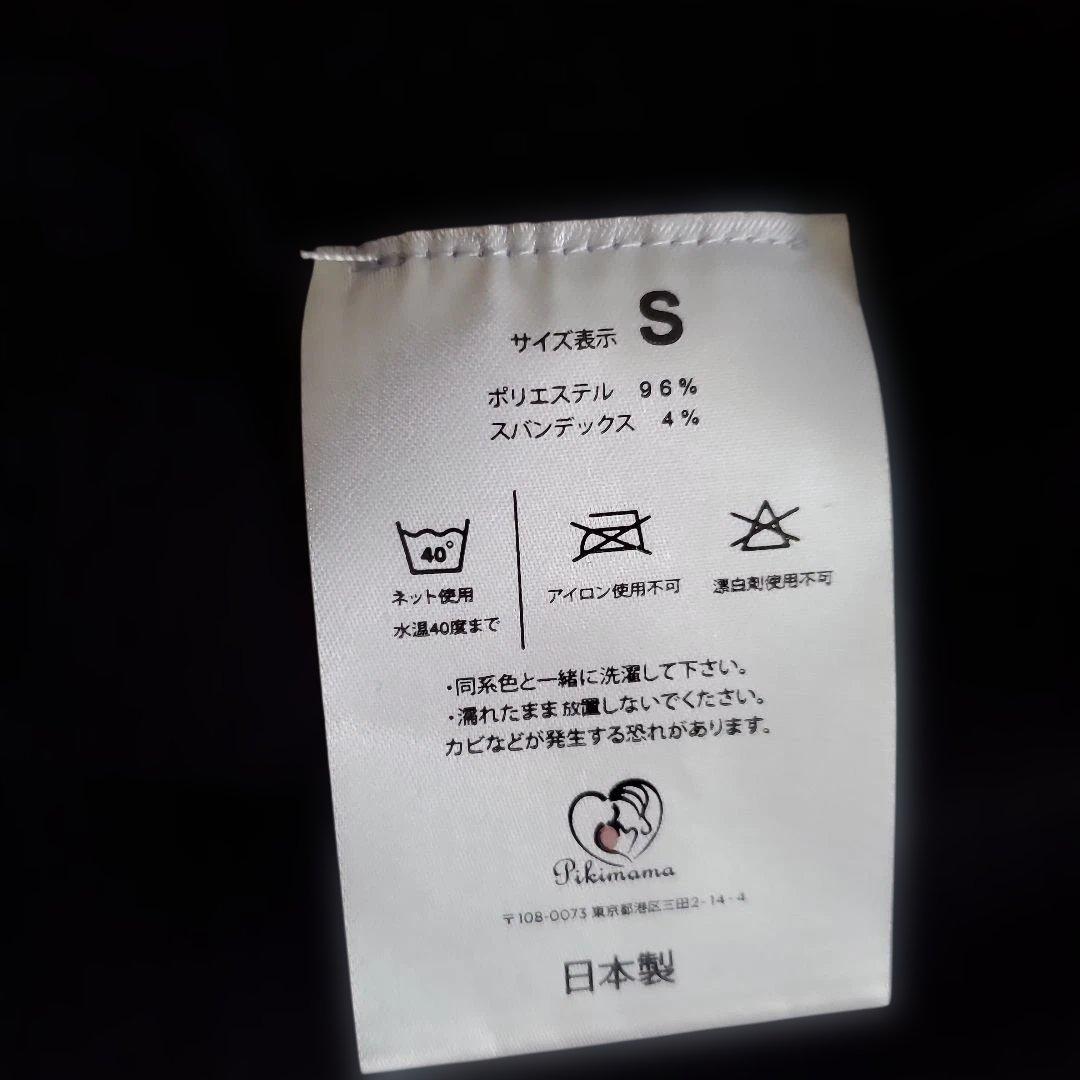 サイズ表示 S
ポリエステル 96%
スバンデックス 4%
40°
ネット使用
水温40度まで
アイロン使用不可
漂白剤使用不可
・同系色と一緒に洗濯して下さい。
・濡れたまま放置しないでください。
カビなどが発生する恐れがあります。
Pikimama
〒108-0073 東京都港区三田2-14-4
日本製